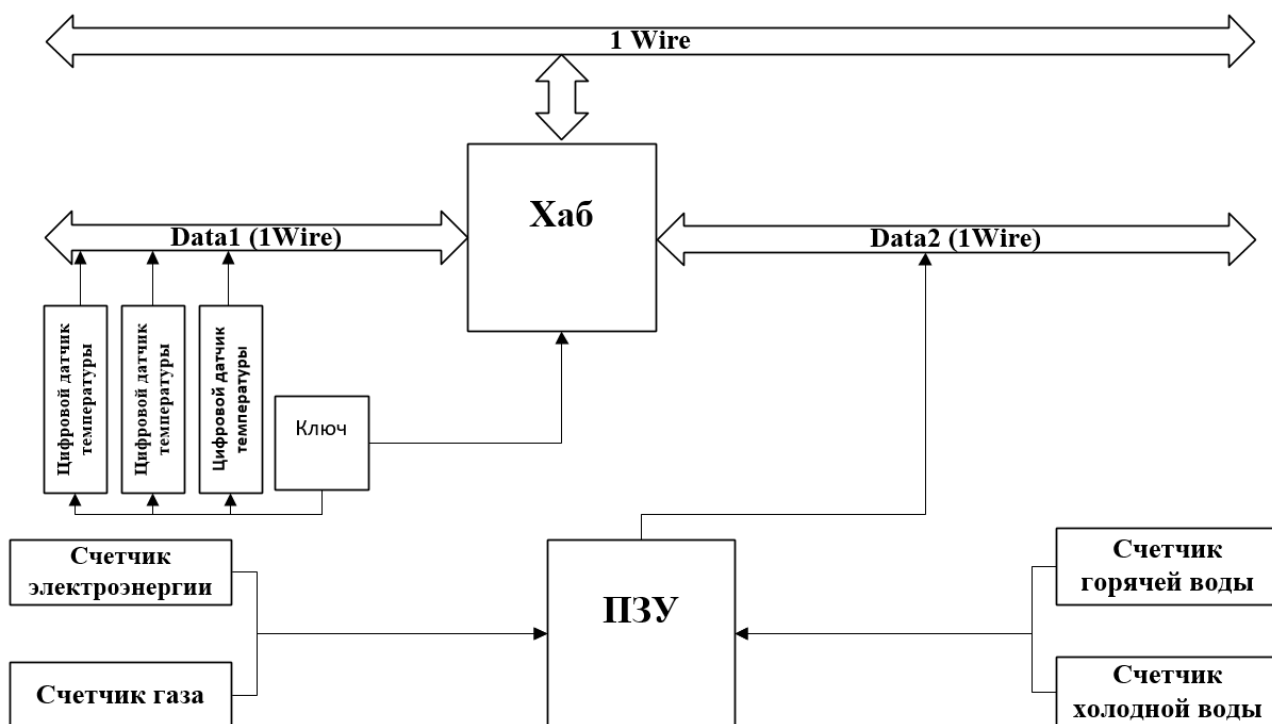 1 Wire
Хаб
Data1 (1Wire)
Data2 (1Wire)
Цифровой датчик
температуры
Цифровой датчик
температуры
Цифровой датчик
температуры
Ключ
Счетчик
электроэнергии
Счетчик газа
ПЗУ
Счетчик
горячей воды
Счетчик
холодной воды